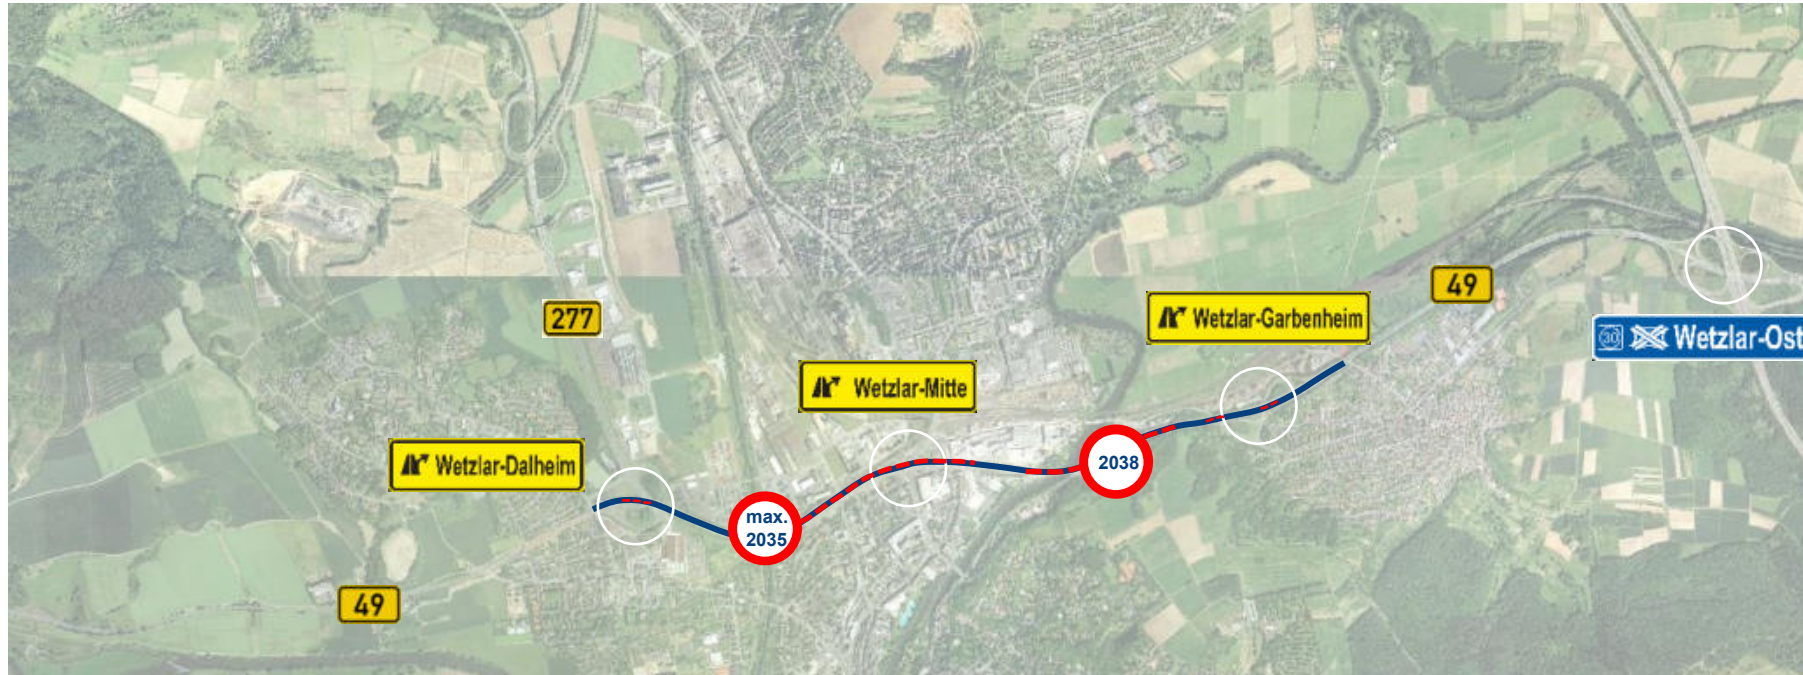 277
49
Wetzlar-Garbenheim
30 Wetzlar-Ost
Wetzlar-Mitte
Wetzlar-Dalheim
2038
max.
2035
49